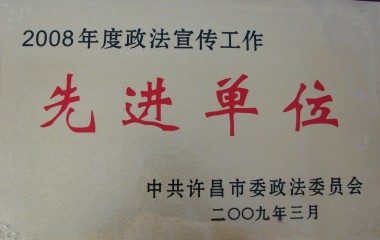 2008年度政法宣传工作
先进单位
中共许昌市委政法委员会
二〇〇九年三月